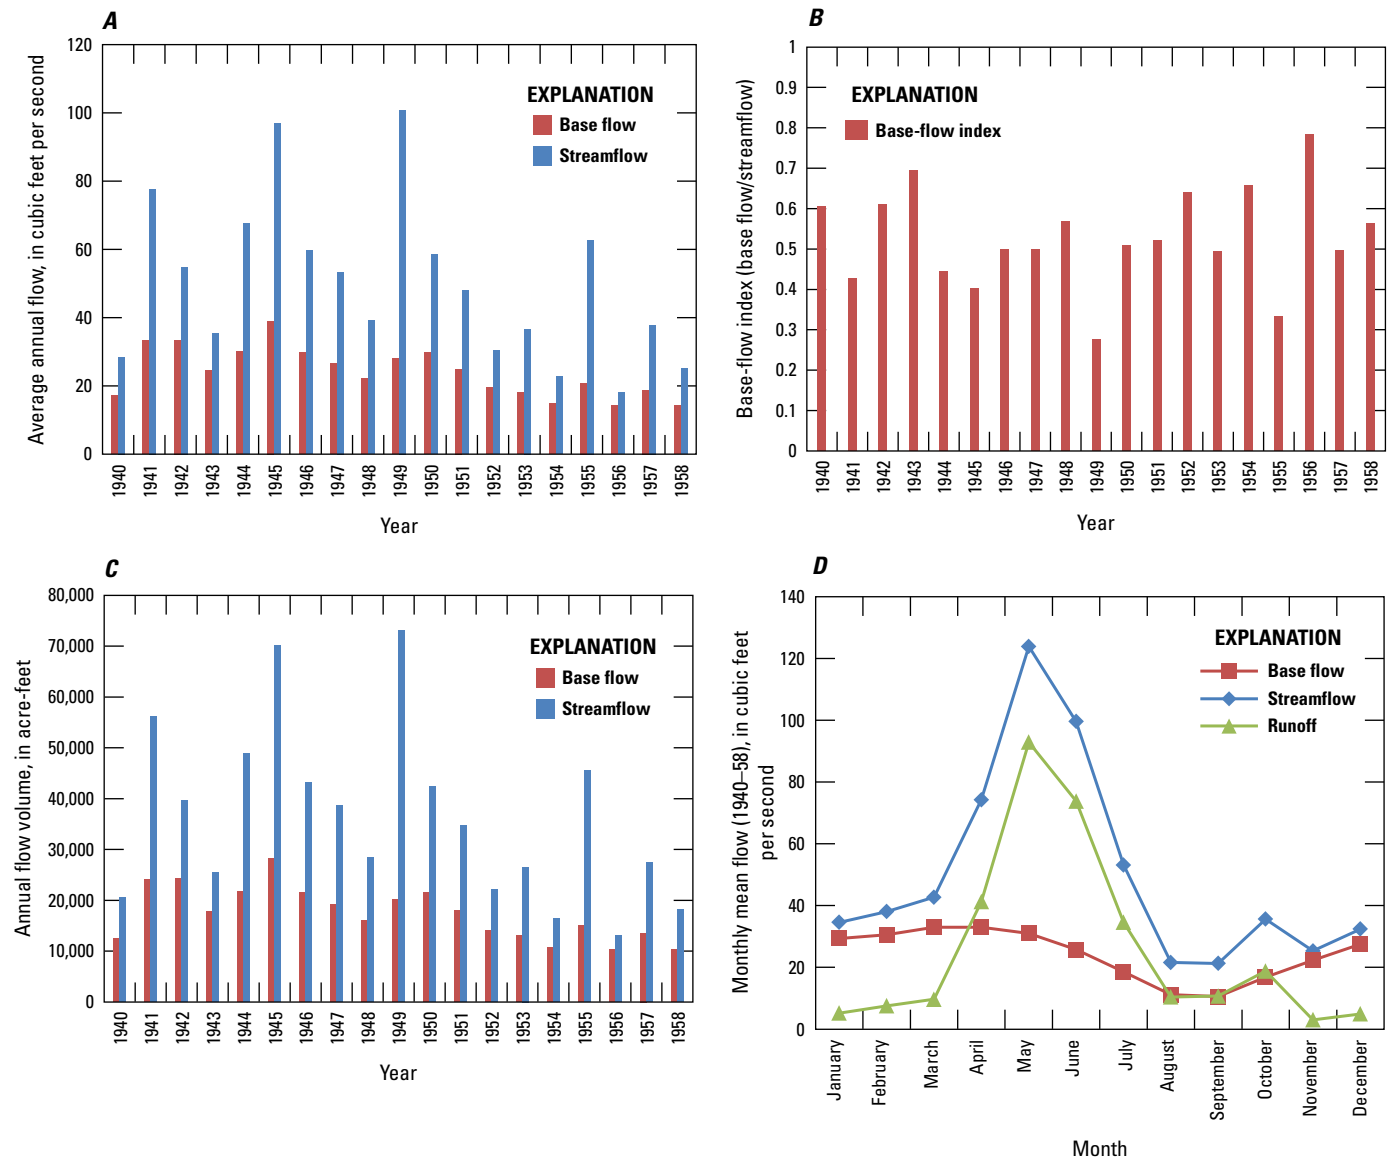 A
Average annual flow, in cubic feet per second
120
100
80
60
40
20
0
EXPLANATION
Base flow
Streamflow
1940
1941
1942
1943
1944
1945
1946
1947
1948
1949
1950
1951
1952
1953
1954
1955
1956
1957
1958
Year
B
Base-flow index (base flow/streamflow)
1
0.9
0.8
0.7
0.6
0.5
0.4
0.3
0.2
0.1
0
EXPLANATION
Base-flow index
1940
1941
1942
1943
1944
1945
1946
1947
1948
1949
1950
1951
1952
1953
1954
1955
1956
1957
1958
Year
C
Annual flow volume, in acre-feet
80,000
70,000
60,000
50,000
40,000
30,000
20,000
10,000
0
EXPLANATION
Base flow
Streamflow
1940
1941
1942
1943
1944
1945
1946
1947
1948
1949
1950
1951
1952
1953
1954
1955
1956
1957
1958
Year
D
Monthly mean flow (1940–58), in cubic feet
per second
140
120
100
80
60
40
20
0
EXPLANATION
Base flow
Streamflow
Runoff
January
February
March
April
May
June
July
August
September
October
November
December
Month